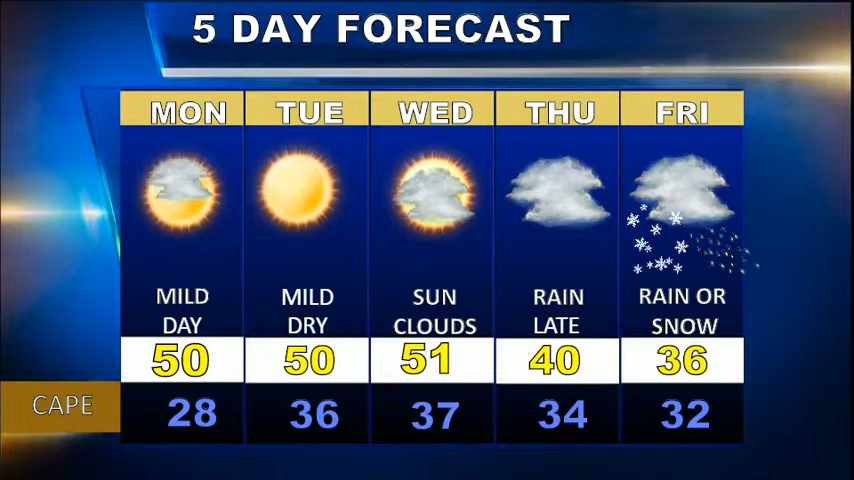 5 DAY FORECAST
MON TUE WED THU FRI
MILD DAY
MILD DRY
SUN CLOUDS
RAIN LATE
RAIN OR SNOW
50 50 51 40 36
CAPE 28 36 37 34 32